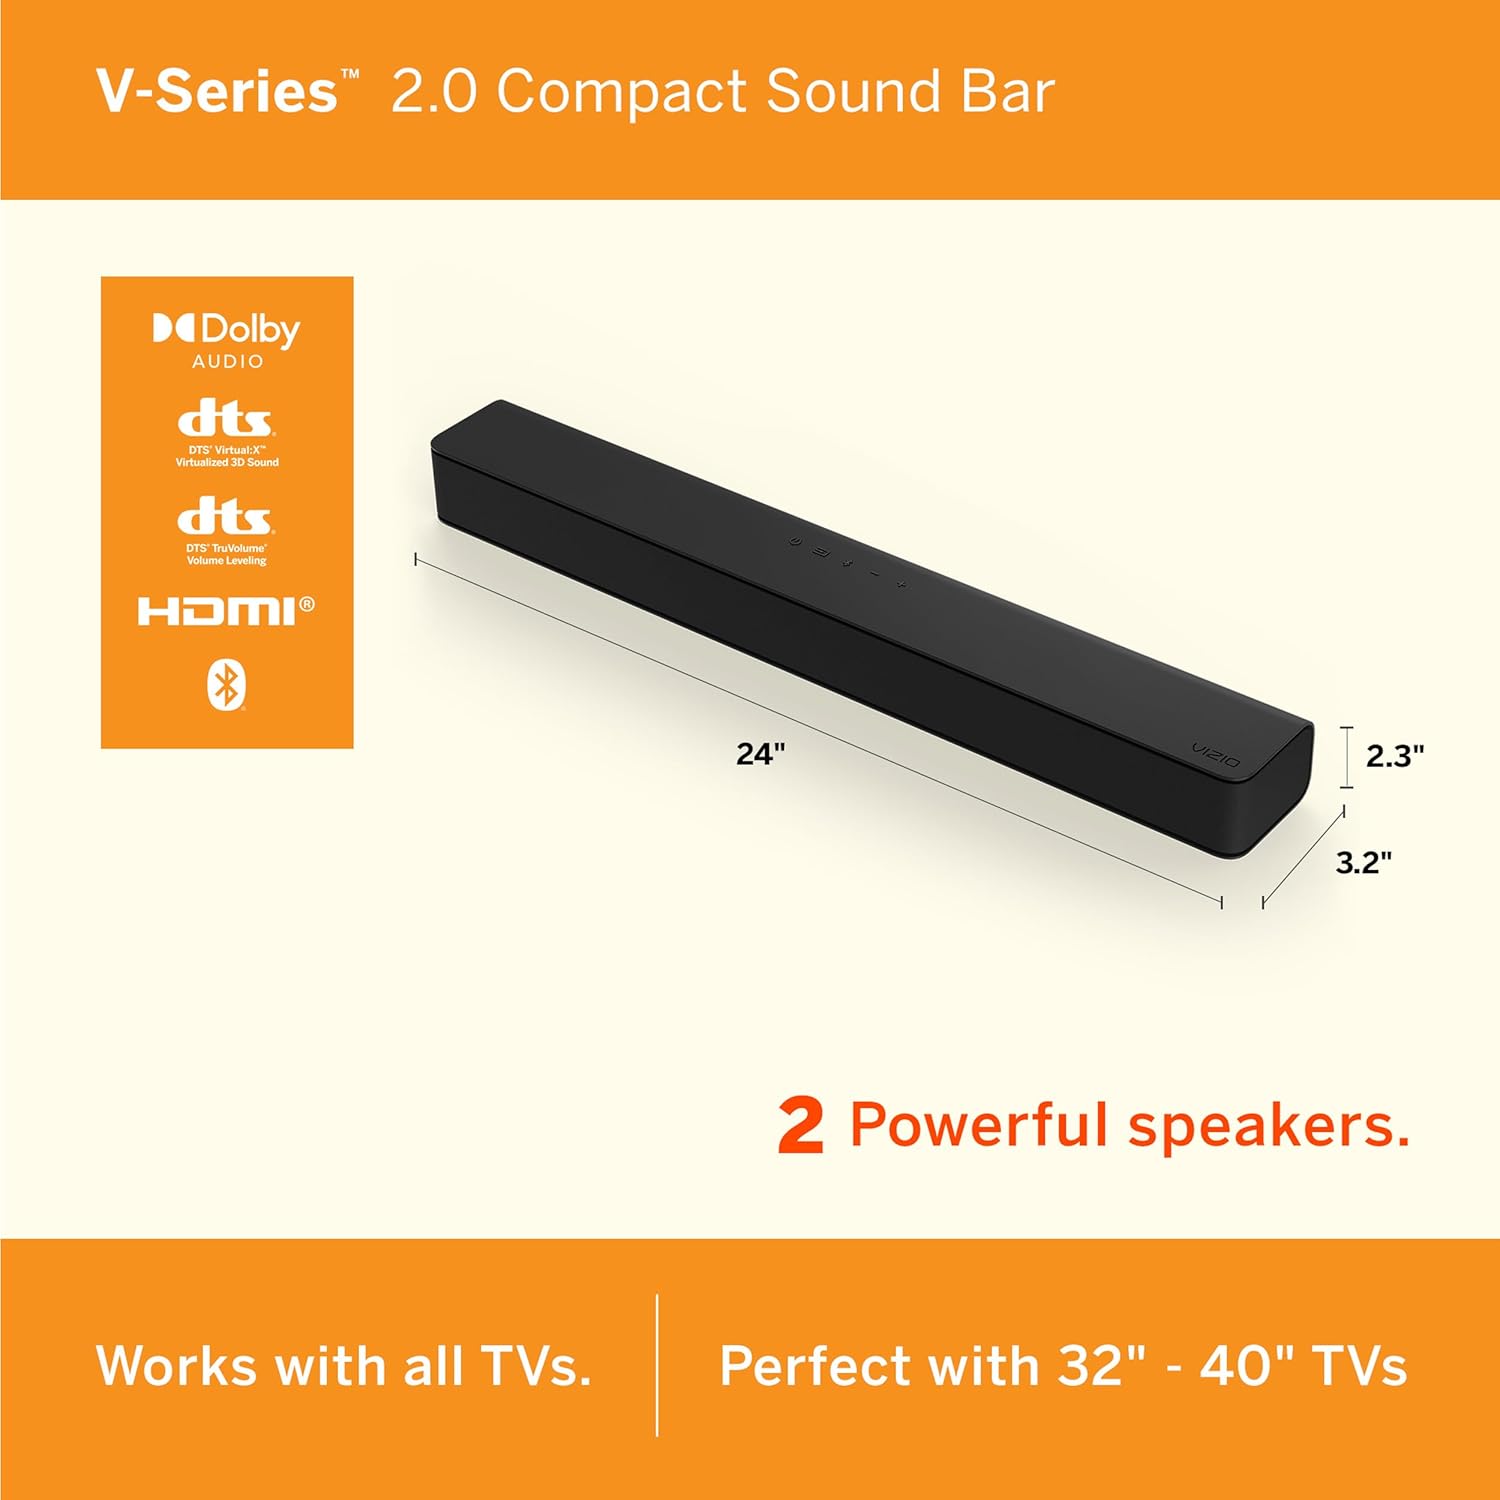 V-Series™ 2.0 Compact Sound Bar
Dolby
AUDIO
dts
DTS® Virtual:X™
Virtualized 3D Sound
dts
DTS® TruVolume®
Volume Leveling
HDMI®
VIZIO
24"
2.3"
3.2"
2 Powerful speakers.
Works with all TVs.
Perfect with 32" - 40" TVs